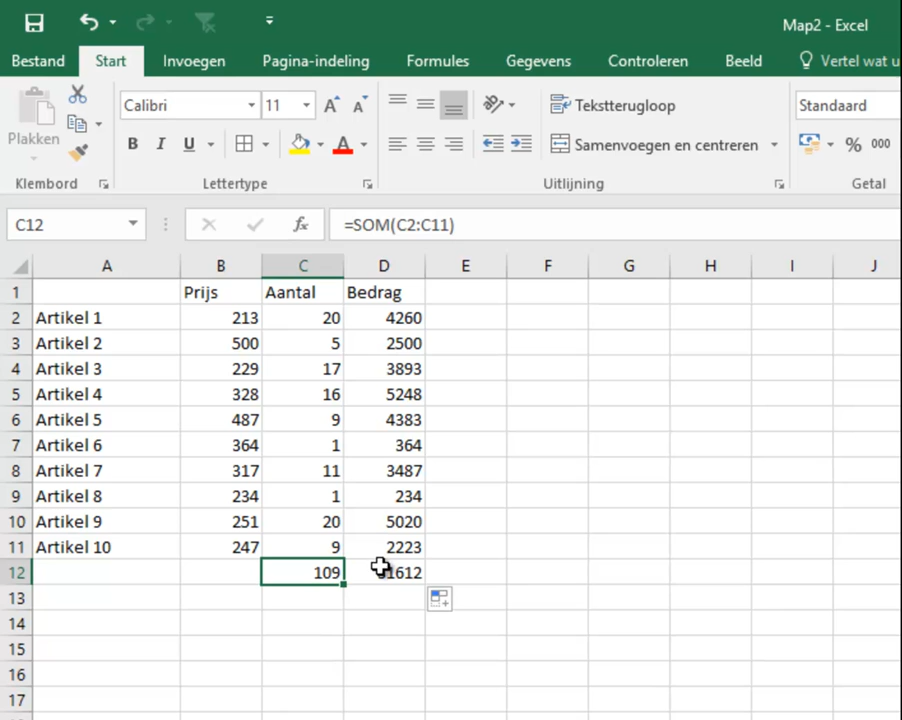 Map2 - Excel
Bestand Start Invoegen Pagina-indeling Formules Gegevens Controleren Beeld Vertel wat u
Plakken
Calibri 11
B I U A
Tekstterugloop
Samenvoegen en centreren
Standaard
% 000
Klembord Lettertype Uitlijning Getal
C12 fx =SOM(C2:C11)
A B C D E F G H I J
1 Prijs Aantal Bedrag
2 Artikel 1 213 20 4260
3 Artikel 2 500 5 2500
4 Artikel 3 229 17 3893
5 Artikel 4 328 16 5248
6 Artikel 5 487 9 4383
7 Artikel 6 364 1 364
8 Artikel 7 317 11 3487
9 Artikel 8 234 1 234
10 Artikel 9 251 20 5020
11 Artikel 10 247 9 2223
12 109
13
14
15
16
17